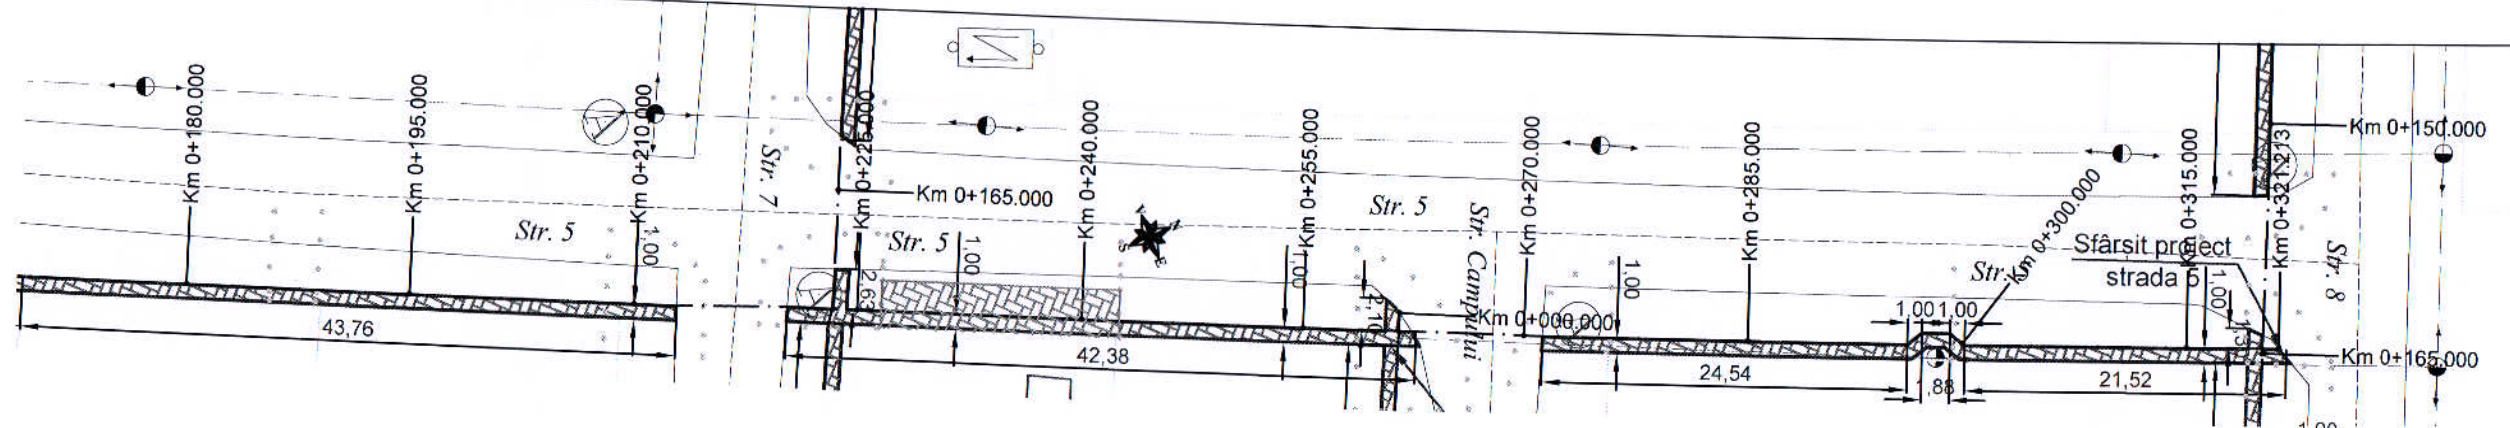 Km 0+180.000
Km 0+195.000
Km 0+210.000
Km 0+225.000
Km 0+240.000
Km 0+255.000
Km 0+270.000
Km 0+285.000
Km 0+300.000
Km 0+315.000
Km 0+321.213
Km 0+150.000
Str. 7
Km 0+165.000
Str. 5
Str. 5
Str. 5
Str. Campului
Str. 8
Sfârsit proiect
strada 5
1,00
1,00
1,00
1,00
1,00
2,63
2,10
Km 0+000.000
1,00
1,00
Km 0+165.000
43,76
42,38
24,54
1,88
21,52